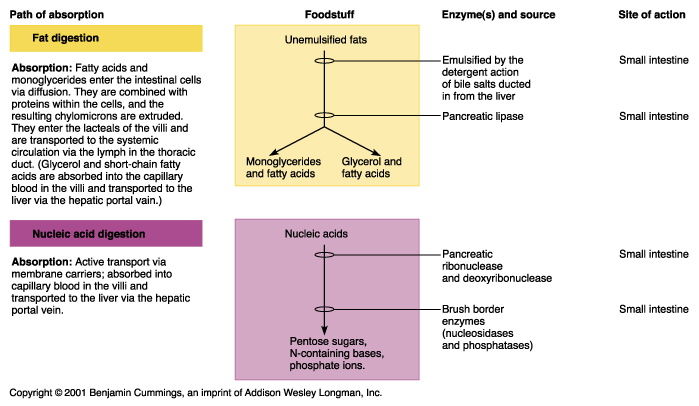 Path of absorption
Foodstuff
Enzyme(s) and source
Site of action
Fat digestion
Absorption: Fatty acids and
monoglycerides enter the intestinal cells
via diffusion. They are combined with
proteins within the cells, and the
resulting chylomicrons are extruded.
They enter the lacteals of the villi and
are transported to the systemic
circulation via the lymph in the thoracic
duct. (Glycerol and short-chain fatty
acids are absorbed into the capillary
blood in the villi and transported to the
liver via the hepatic portal vain.)
Unemulsified fats
Emulsified by the
detergent action
of bile salts ducted
in from the liver
Small intestine
Pancreatic lipase
Small intestine
Monoglycerides
and fatty acids
Glycerol and
fatty acids
Nucleic acid digestion
Absorption: Active transport via
membrane carriers; absorbed into
capillary blood in the villi and
transported to the liver via the hepatic
portal vein.
Nucleic acids
Pancreatic
ribonuclease
and deoxyribonuclease
Small intestine
Brush border
enzymes
(nucleosidases
and phosphatases)
Small intestine
Pentose sugars,
N-containing bases,
phosphate ions.
Copyright © 2001 Benjamin Cummings, an imprint of Addison Wesley Longman, Inc.